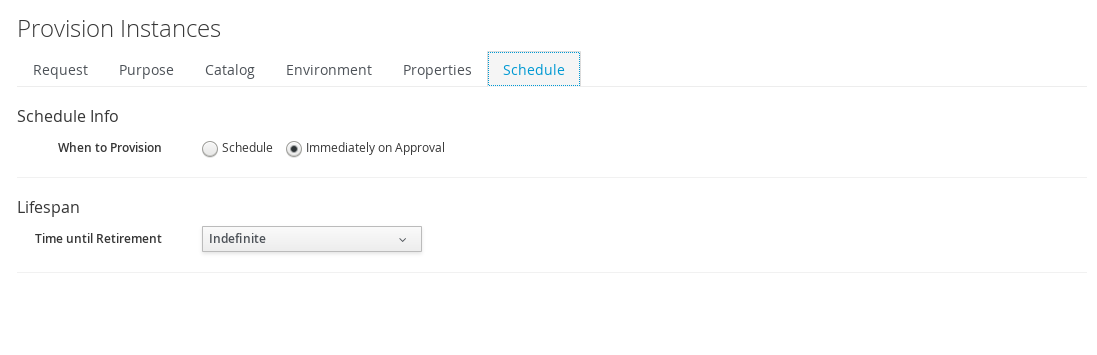 Provision Instances
Request Purpose Catalog Environment Properties Schedule
Schedule Info
When to Provision Schedule Immediately on Approval
Lifespan
Time until Retirement Indefinite